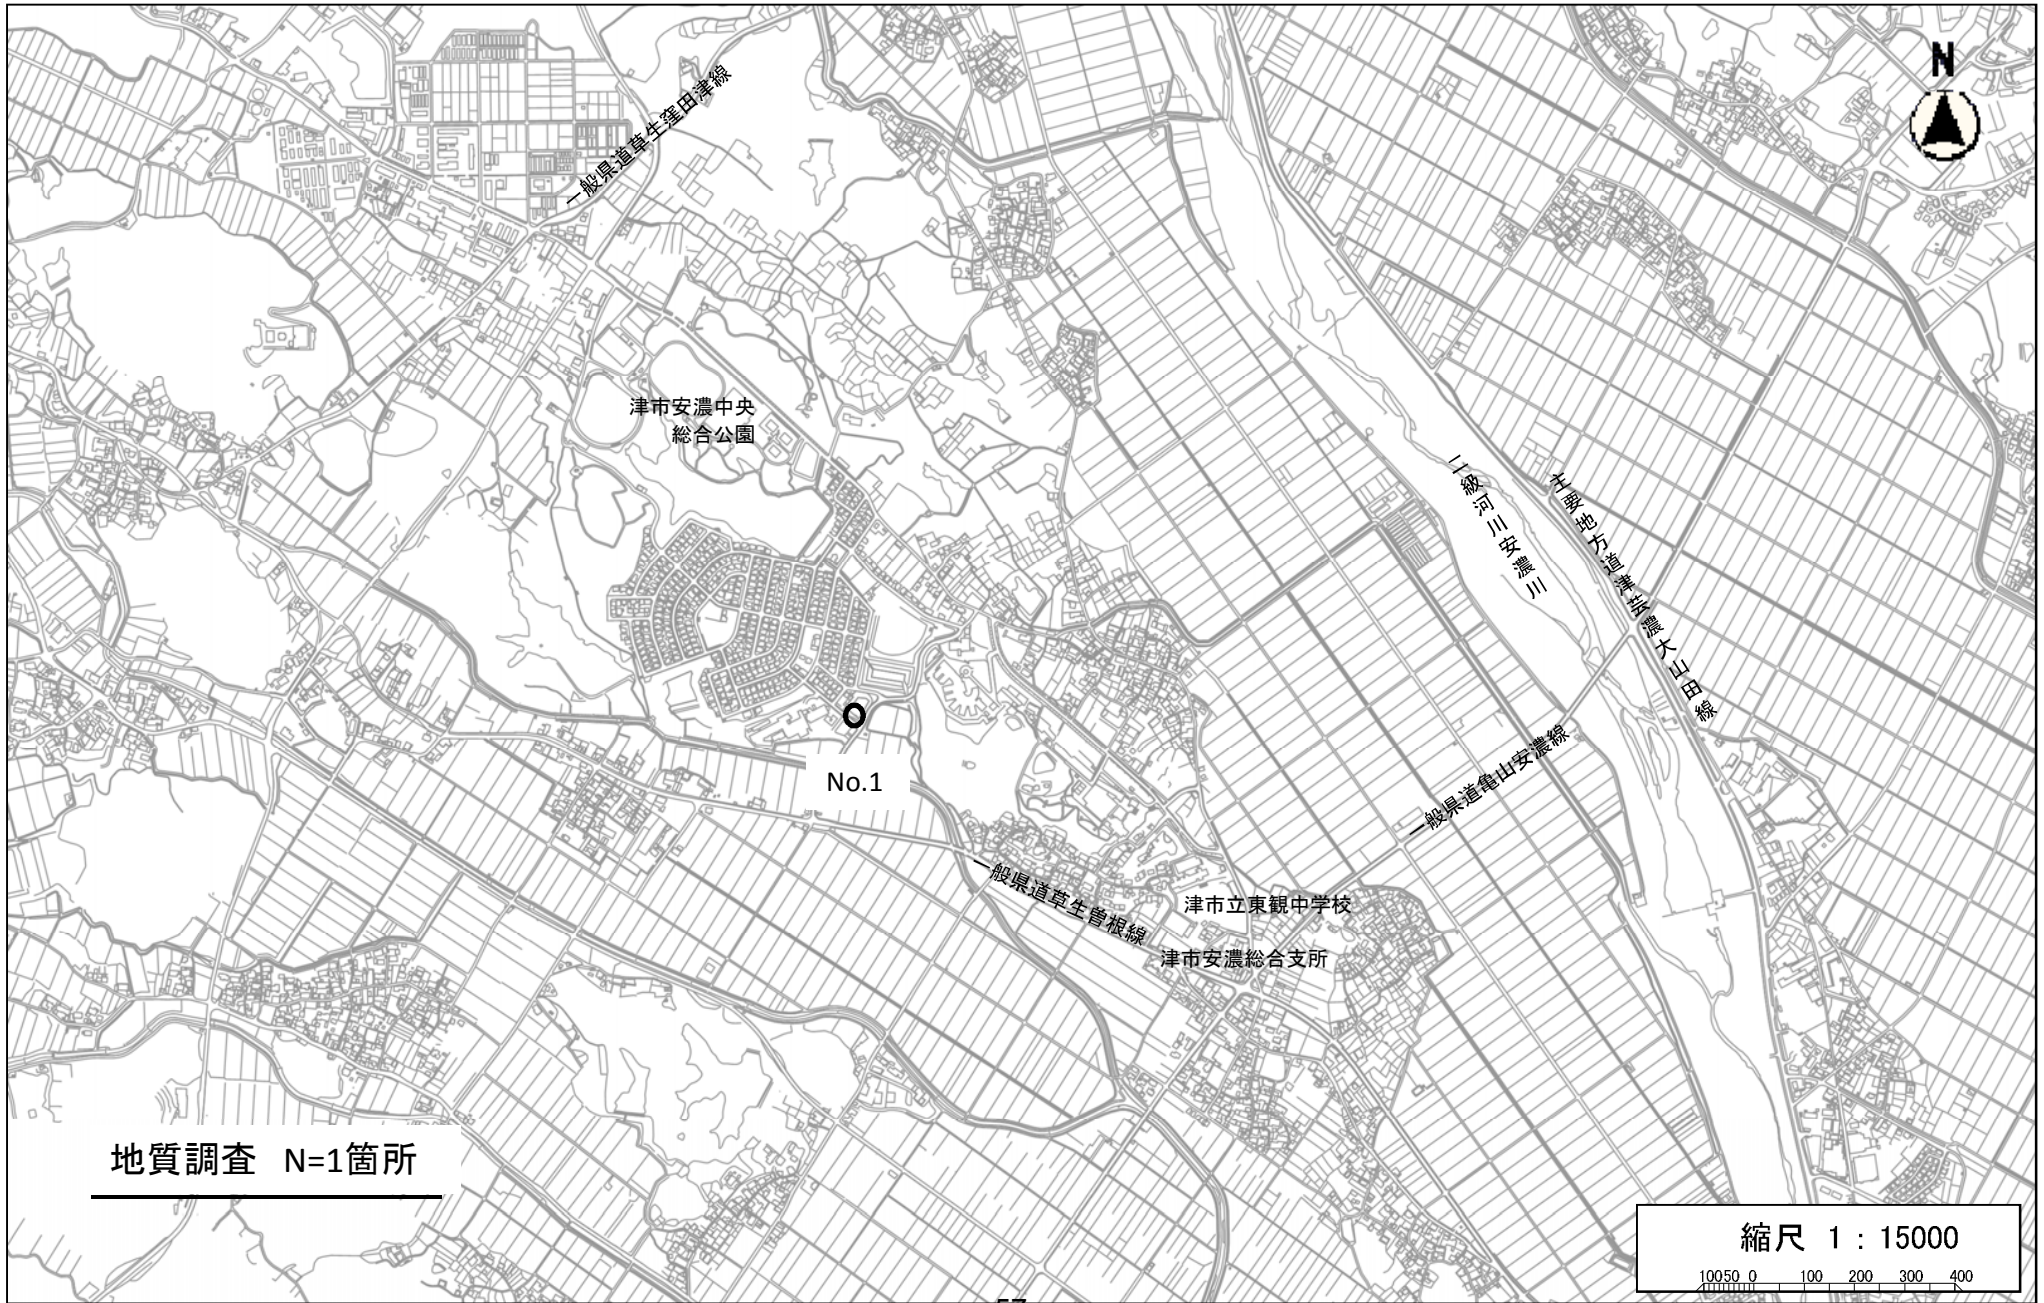 N
一般県道草生窪田津線
津市安濃中央
総合公園
二級河川安濃川
主要地方道津芸濃大山田線
No.1
一般県道亀山安濃線
一般県道草生曽根線
津市立東観中学校
津市安濃総合支所
地質調査 N=1箇所
縮尺 1：15000
100 50 0 100 200 300 400
57